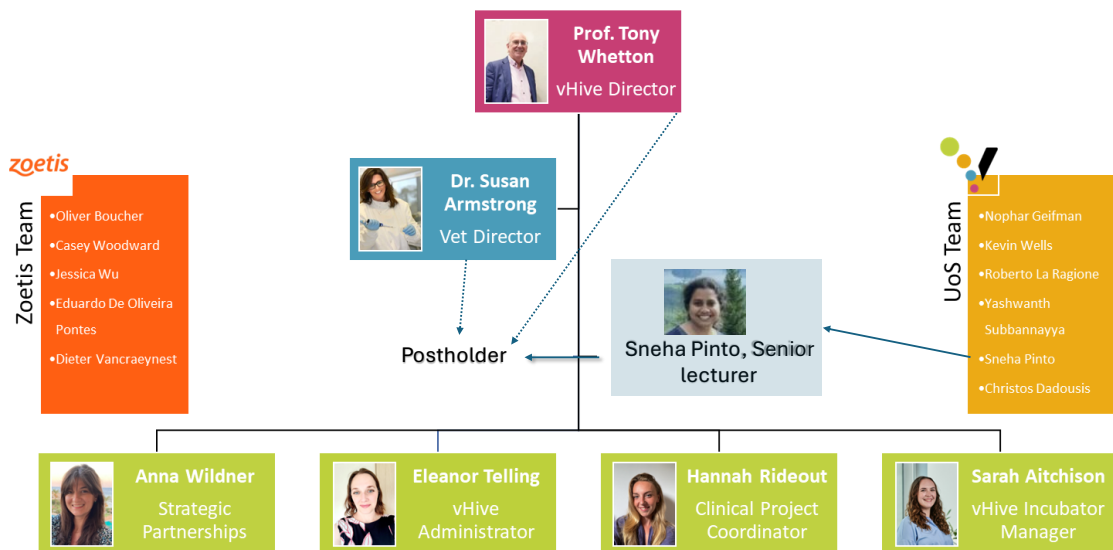 Prof. Tony
Whetton
vHive Director
zoetis
Zoetis Team
•Oliver Boucher
•Casey Woodward
•Jessica Wu
•Eduardo De Oliveira
Pontes
•Dieter Vancraeynest
Dr. Susan
Armstrong
Vet Director
Postholder
Sneha Pinto, Senior
lecturer
UoS Team
•Nophar Geifman
•Kevin Wells
•Roberto La Ragione
•Yashwanth
Subbannayya
•Sneha Pinto
•Christos Dadousis
Anna Wildner
Strategic
Partnerships
Eleanor Telling
vHive
Administrator
Hannah Rideout
Clinical Project
Coordinator
Sarah Aitchison
vHive Incubator
Manager